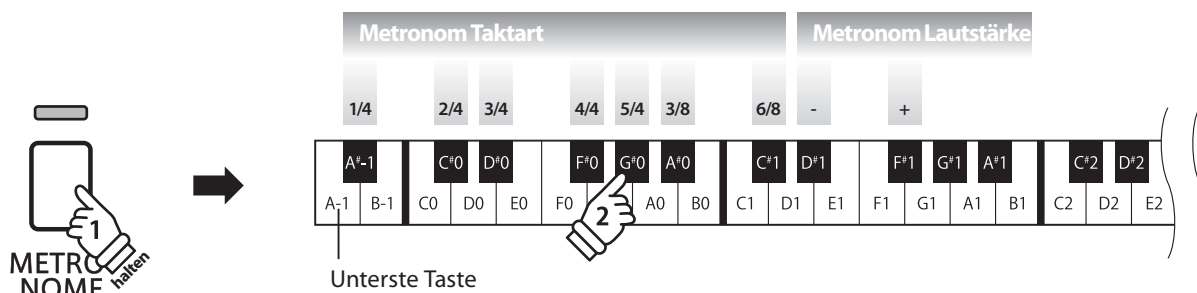 Metronom Taktart Metronom Lautstärke
1/4 2/4 3/4 4/4 5/4 3/8 6/8 - +
A#-1 C#0 D#0 F#0 G#0 A#0 C#1 D#1 F#1 G#1 A#1 C#2 D#2
A-1 B-1 C0 D0 E0 F0 A0 B0 C1 D1 E1 F1 G1 A1 B1 C2 D2 E2
1
2
halten
METRO
NOME
Unterste Taste